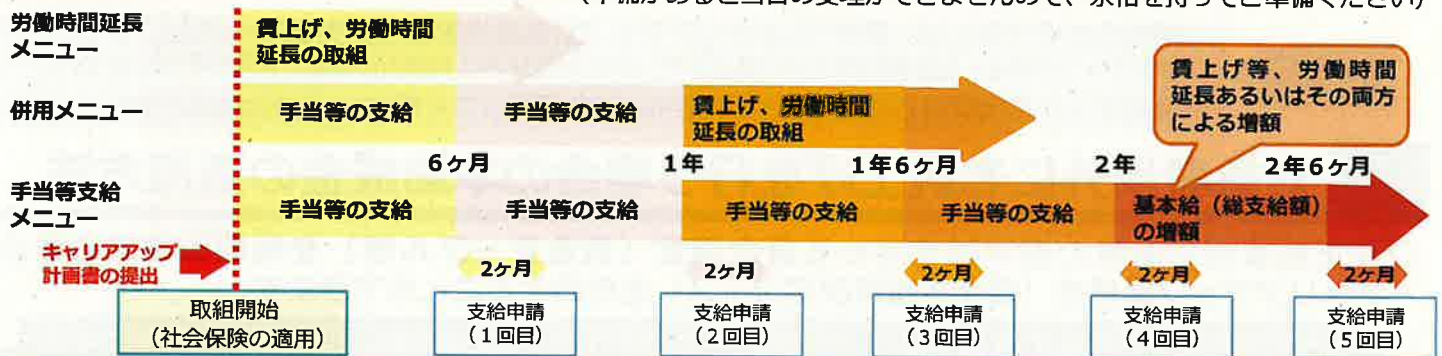 労働時間延長
メニュー
賃上げ、労働時間
延長の取組
併用メニュー
手当等の支給
手当等の支給
賃上げ、労働時間
延長の取組
賃上げ等、労働時間
延長あるいはその両方
による増額
6ヶ月
1年
1年6ヶ月
2年
2年6ヶ月
手当等支給
メニュー
手当等の支給
手当等の支給
手当等の支給
手当等の支給
基本給（総支給額）
の増額
キャリアアップ
計画書の提出
2ヶ月
2ヶ月
2ヶ月
2ヶ月
2ヶ月
取組開始
（社会保険の適用）
支給申請
（1回目）
支給申請
（2回目）
支給申請
（3回目）
支給申請
（4回目）
支給申請
（5回目）